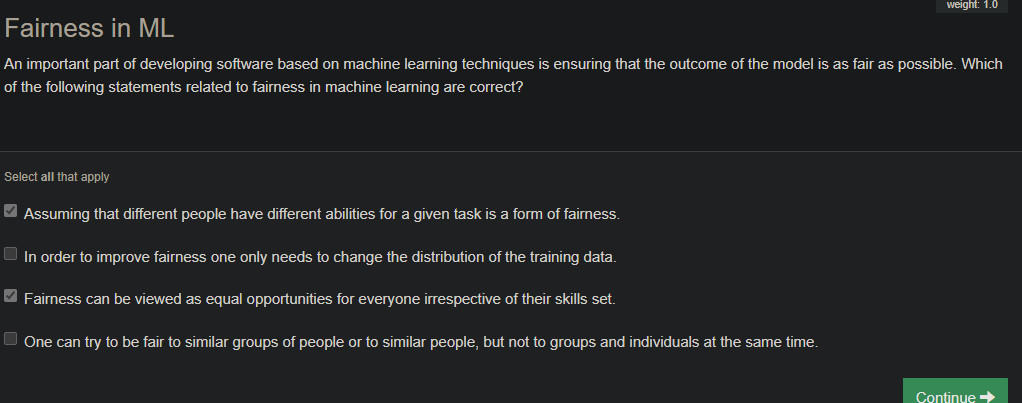 weight: 1.0
Fairness in ML
An important part of developing software based on machine learning techniques is ensuring that the outcome of the model is as fair as possible. Which
of the following statements related to fairness in machine learning are correct?
Select all that apply
Assuming that different people have different abilities for a given task is a form of fairness.
In order to improve fairness one only needs to change the distribution of the training data.
Fairness can be viewed as equal opportunities for everyone irrespective of their skills set.
One can try to be fair to similar groups of people or to similar people, but not to groups and individuals at the same time.
Continue